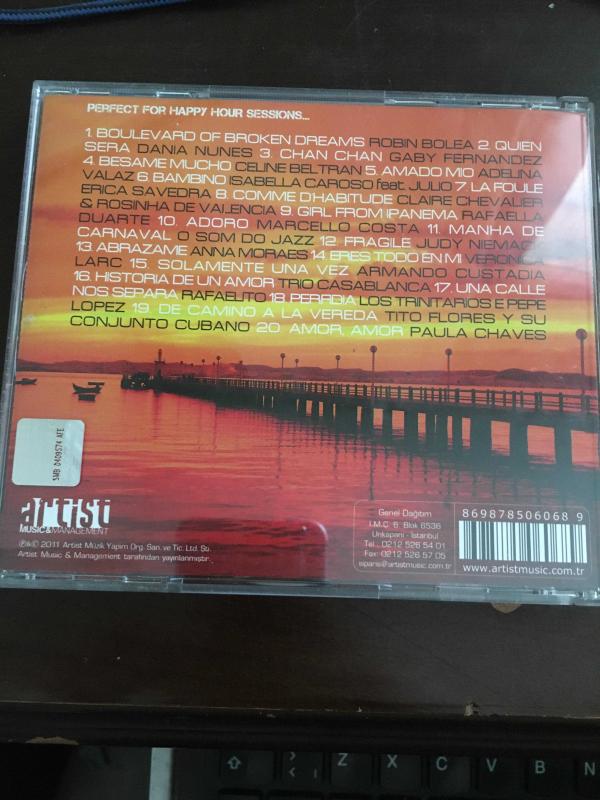 PERFECT FOR HAPPY HOUR SESSIONS...
1. BOULEVARD OF BROKEN DREAMS ROBIN BOLEA 2. QUIEN
SERA DANIA NUNES 3. CHAN CHAN GABY FERNANDEZ
4. BESAME MUCHO CELINE BELTRAN 5. AMADO MIO ADELINA
VALAZ 6. BAMBINO ISABELLA CAROSO feat. JULIO 7. LA FOULE
ERICA SAVEDRA 8. COMME D'HABITUDE CLAIRE CHEVALIER
& ROSINHA DE VALENCIA 9. GIRL FROM IPANEMA RAFAELLA
DUARTE 10. ADORO MARCELLO COSTA 11. MANHA DE
CARNAVAL O SOM DO JAZZ 12. FRAGILE JUDY NIEMACK
13. ABRAZAME ANNA MORAES 14. ERES TODO EN MI VERONICA
LARC 15. SOLAMENTE UNA VEZ ARMANDO CUSTADIA
16. HISTORIA DE UN AMOR TRIO CASABLANCA 17. UNA CALLE
NOS SEPARA RAFAELITO 18. PERFIDIA LOS TRINITARIOS E PEPE
LOPEZ 19. DE CAMINO A LA VEREDA TITO FLORES Y SU
CONJUNTO CUBANO 20. AMOR, AMOR PAULA CHAVES
SMB 0409574 AFE
artist
MUSIC&MANAGEMENT
℗&© 2011 Artist Müzik Yapım Org. San. ve Tic. Ltd. Şti.
Artist Music & Management tarafından yayınlanmıştır.
Genel Dağıtım
I.M.C. 6. Blok 6536
Unkapanı - İstanbul
Tel.: 0212 526 54 01
Fax: 0212 526 57 05
siparis@artistmusic.com.tr
869878506068 9
www.artistmusic.com.tr
Z X C V B N